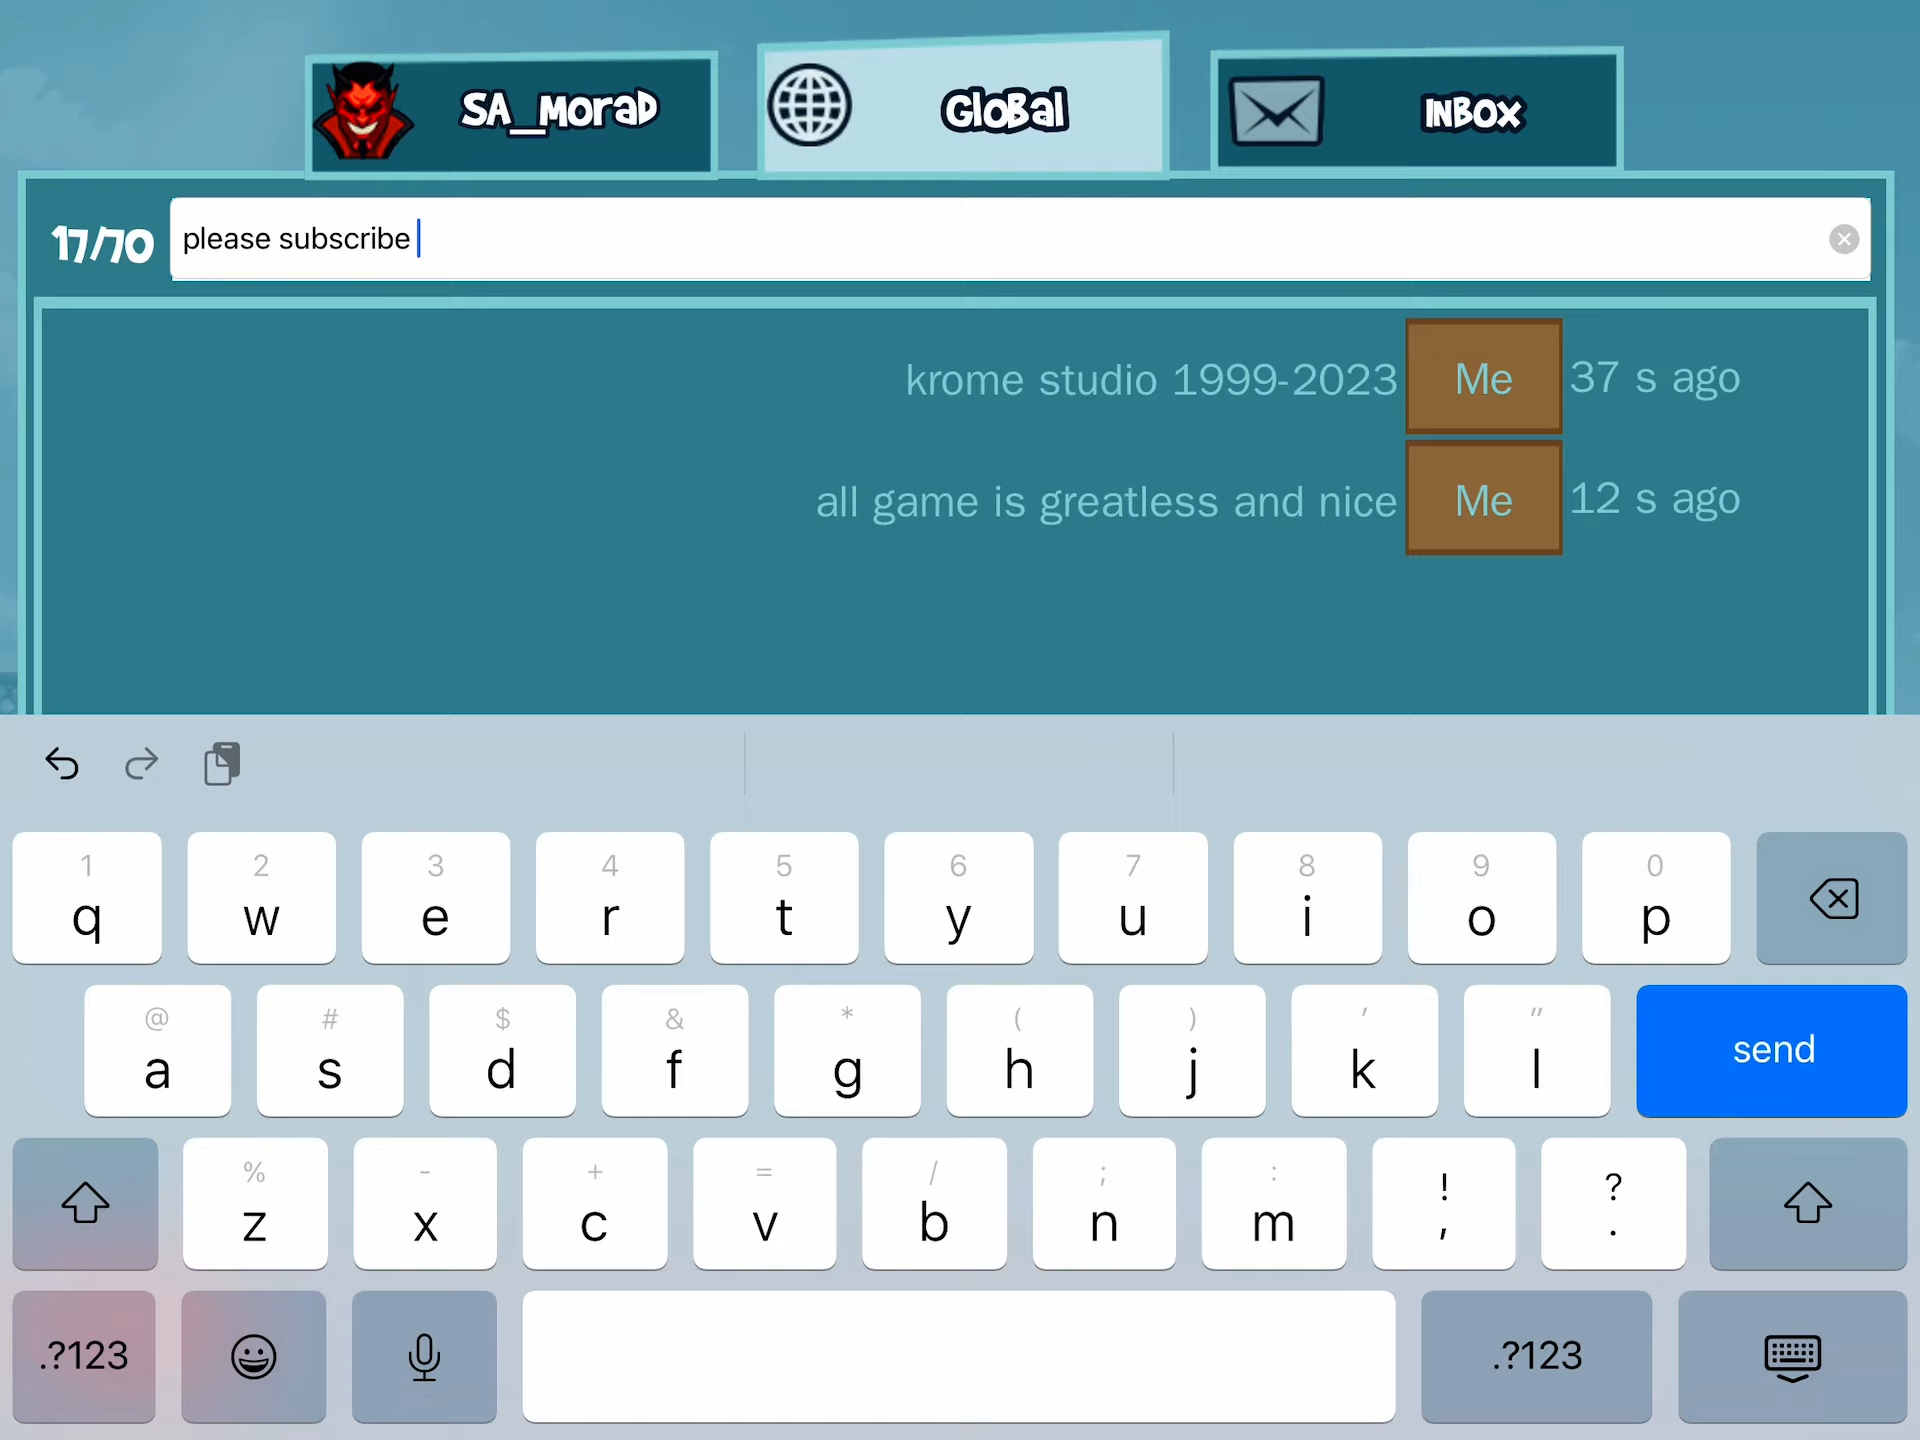 SA_Morad
Global
Inbox
17/70
please subscribe
krome studio 1999-2023 Me 37 s ago
all game is greatless and nice Me 12 s ago
1 2 3 4 5 6 7 8 9 0
q w e r t y u i o p
@ # $ & * ( ) ' "
a s d f g h j k l send
% - + = / ; : ! ?
z x c v b n m , .
.?123 .?123